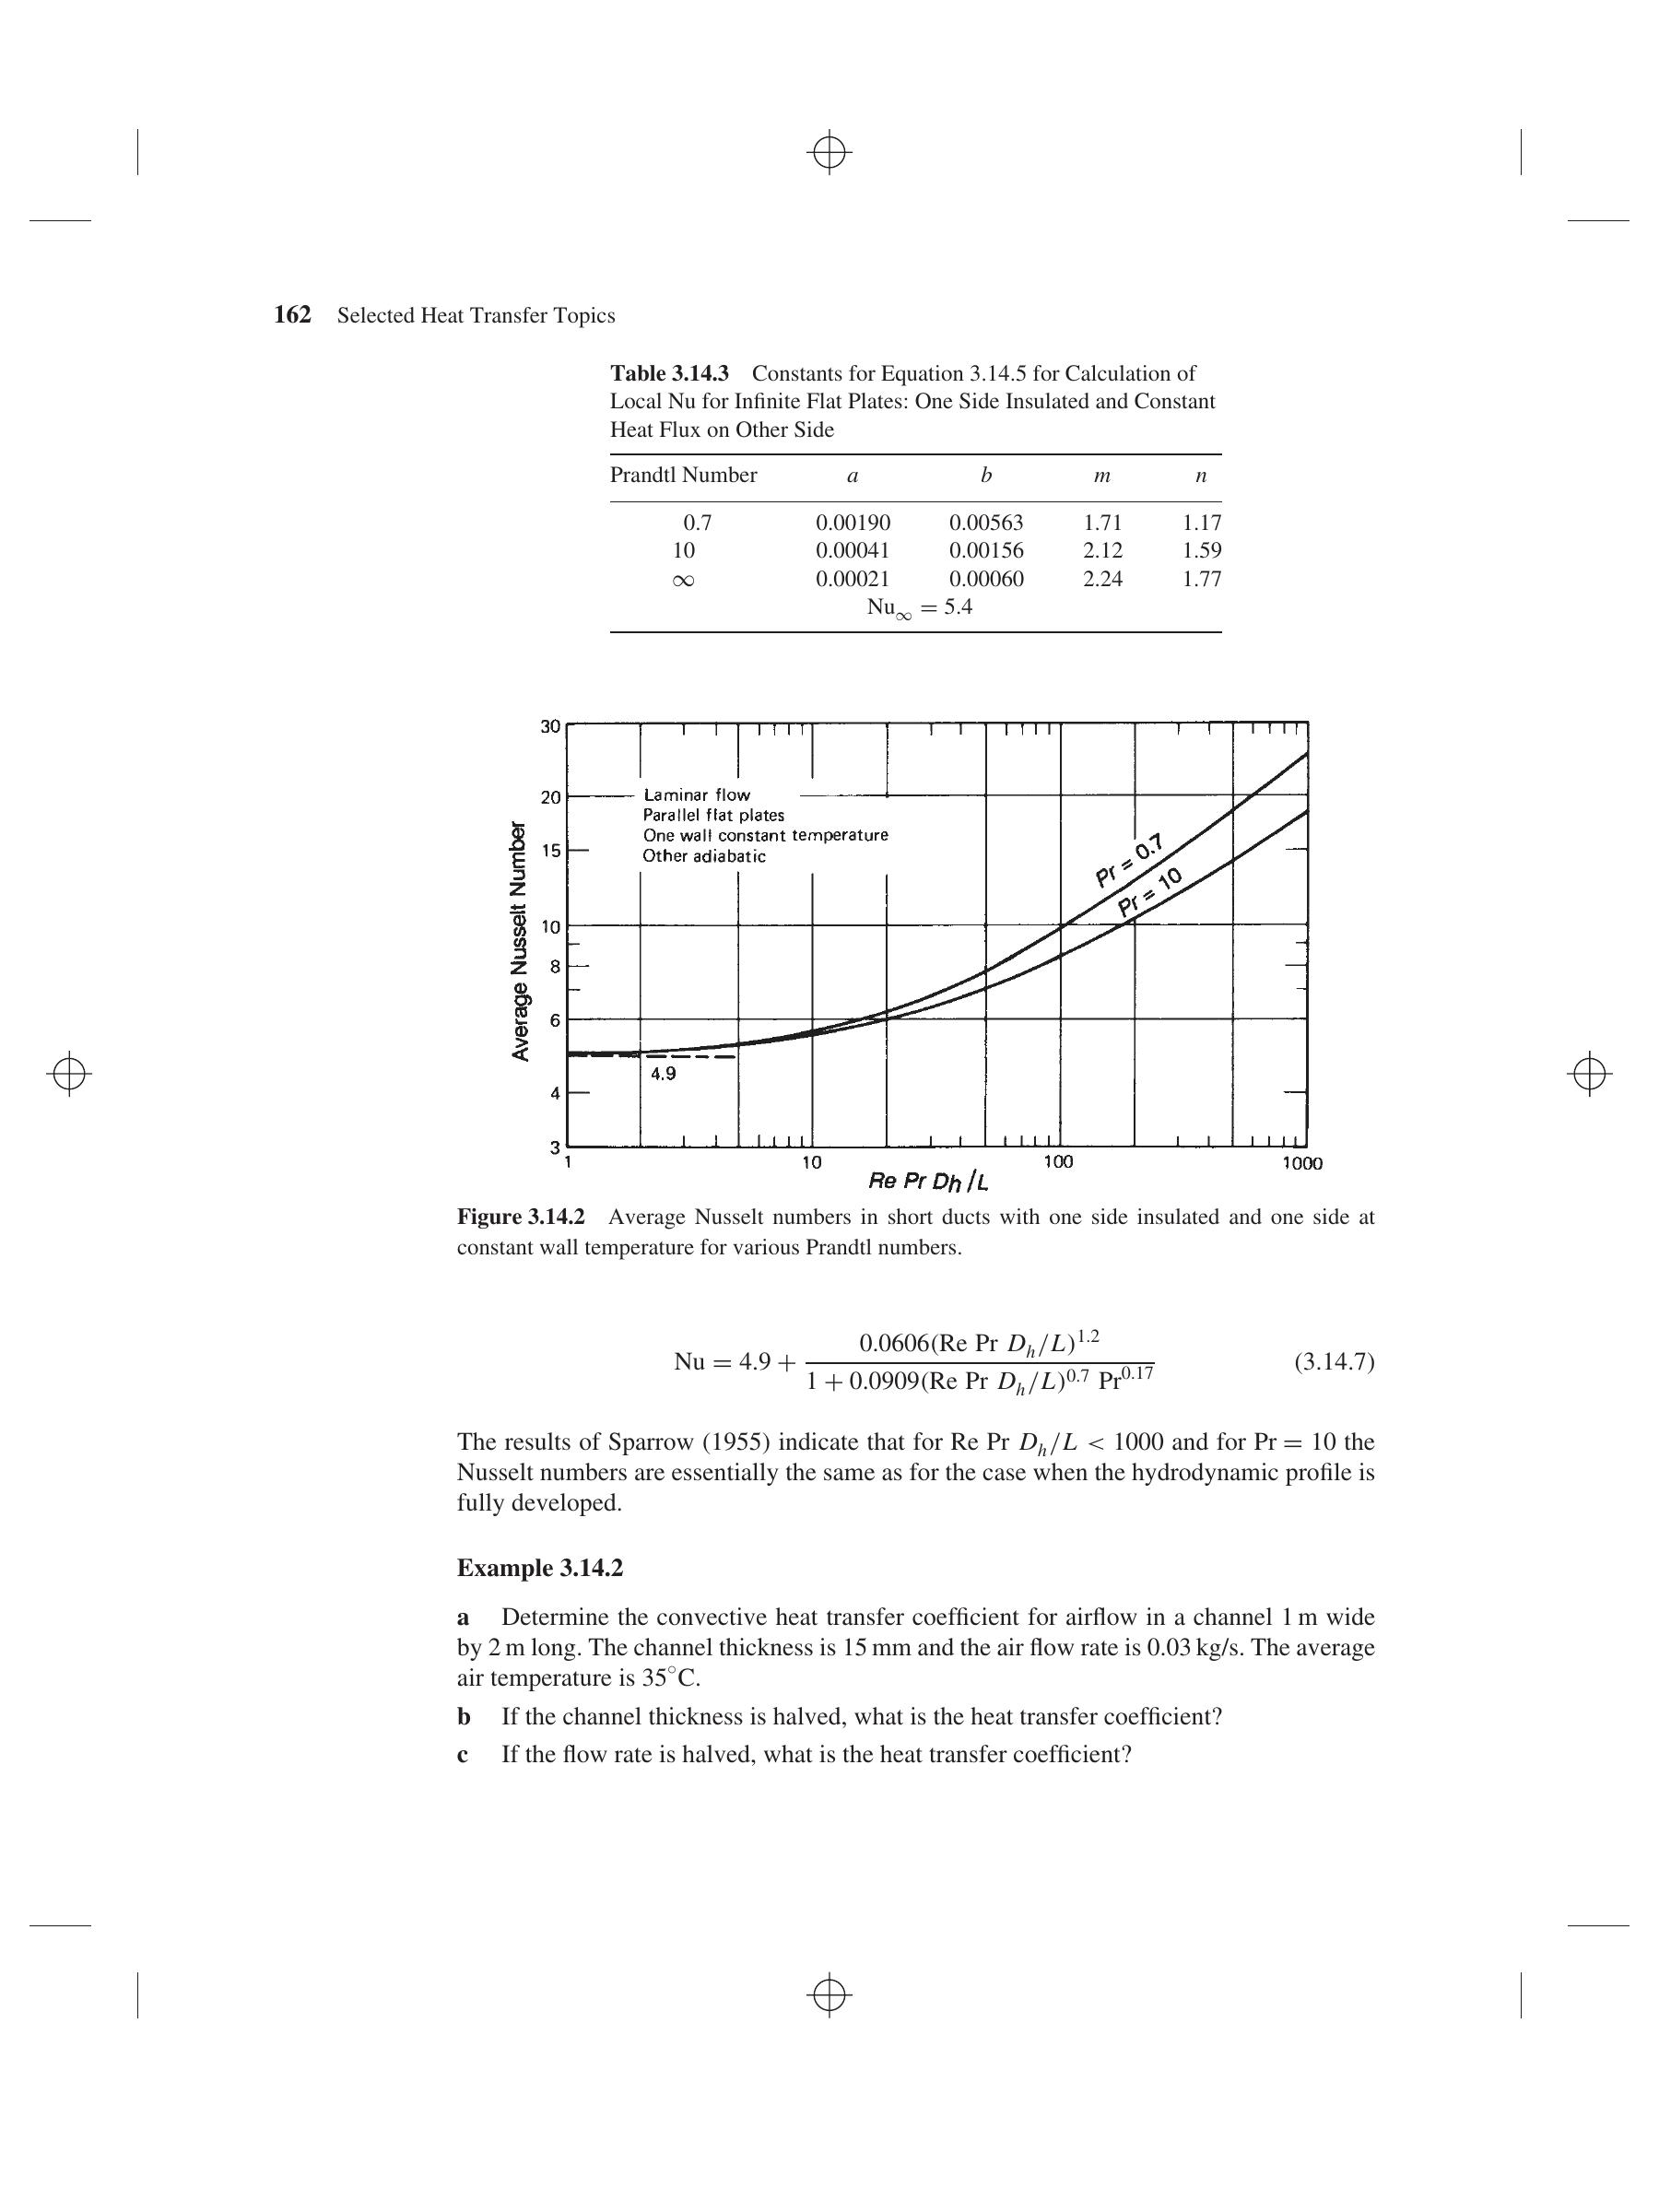 162 Selected Heat Transfer Topics
Table 3.14.3 Constants for Equation 3.14.5 for Calculation of
Local Nu for Infinite Flat Plates: One Side Insulated and Constant
Heat Flux on Other Side
Prandtl Number a b m n
0.7 0.00190 0.00563 1.71 1.17
10 0.00041 0.00156 2.12 1.59
∞ 0.00021 0.00060 2.24 1.77
Nu∞ = 5.4
30
20
15
10
8
6
4
3
Average Nusselt Number
Laminar flow
Parallel flat plates
One wall constant temperature
Other adiabatic
Pr = 0.7
Pr = 10
4.9
1 10 100 1000
Re Pr Dh/L
Figure 3.14.2 Average Nusselt numbers in short ducts with one side insulated and one side at
constant wall temperature for various Prandtl numbers.
Nu = 4.9 + 0.0606(Re Pr Dh/L)^1.2 / 1 + 0.0909(Re Pr Dh/L)^0.7 Pr^0.17 (3.14.7)
The results of Sparrow (1955) indicate that for Re Pr Dh/L < 1000 and for Pr = 10 the
Nusselt numbers are essentially the same as for the case when the hydrodynamic profile is
fully developed.
Example 3.14.2
a Determine the convective heat transfer coefficient for airflow in a channel 1 m wide
by 2 m long. The channel thickness is 15 mm and the air flow rate is 0.03 kg/s. The average
air temperature is 35°C.
b If the channel thickness is halved, what is the heat transfer coefficient?
c If the flow rate is halved, what is the heat transfer coefficient?